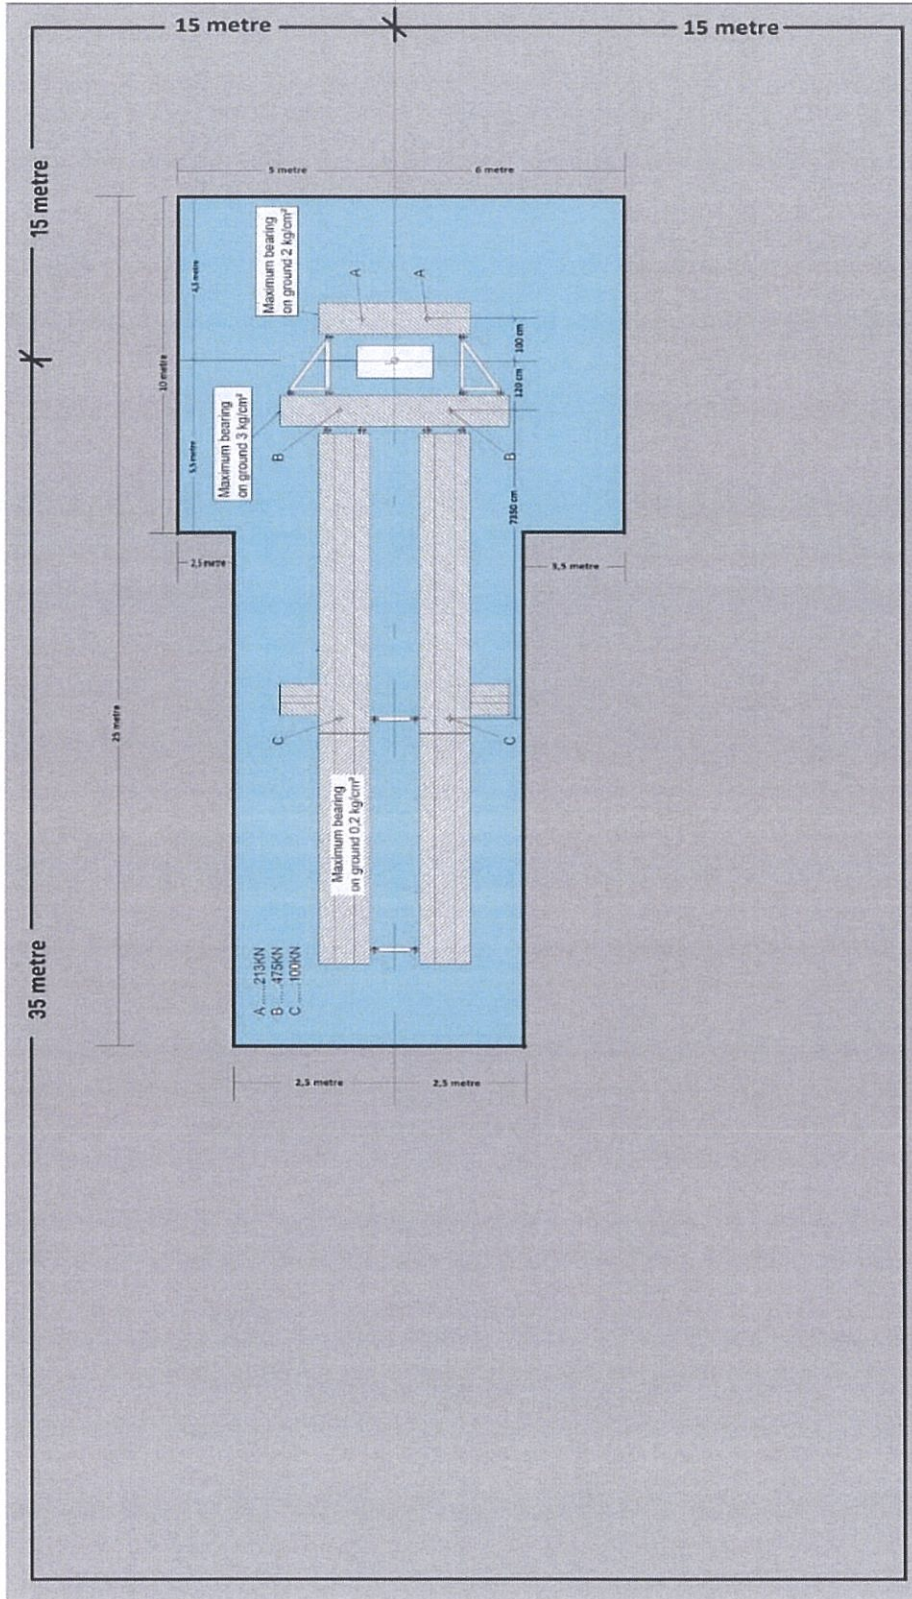 15 metre
15 metre
15 metre
35 metre
5 metre
6 metre
4,5 metre
10 metre
5,5 metre
25 metre
Maximum bearing
on ground 2 kg/cm²
A
A
100 cm
120 cm
Maximum bearing
on ground 3 kg/cm²
B
B
7350 cm
2,5 metre
3,5 metre
C
C
Maximum bearing
on ground 0,2 kg/cm²
A ......213KN
B .....475KN
C .....100KN
2,5 metre
2,5 metre